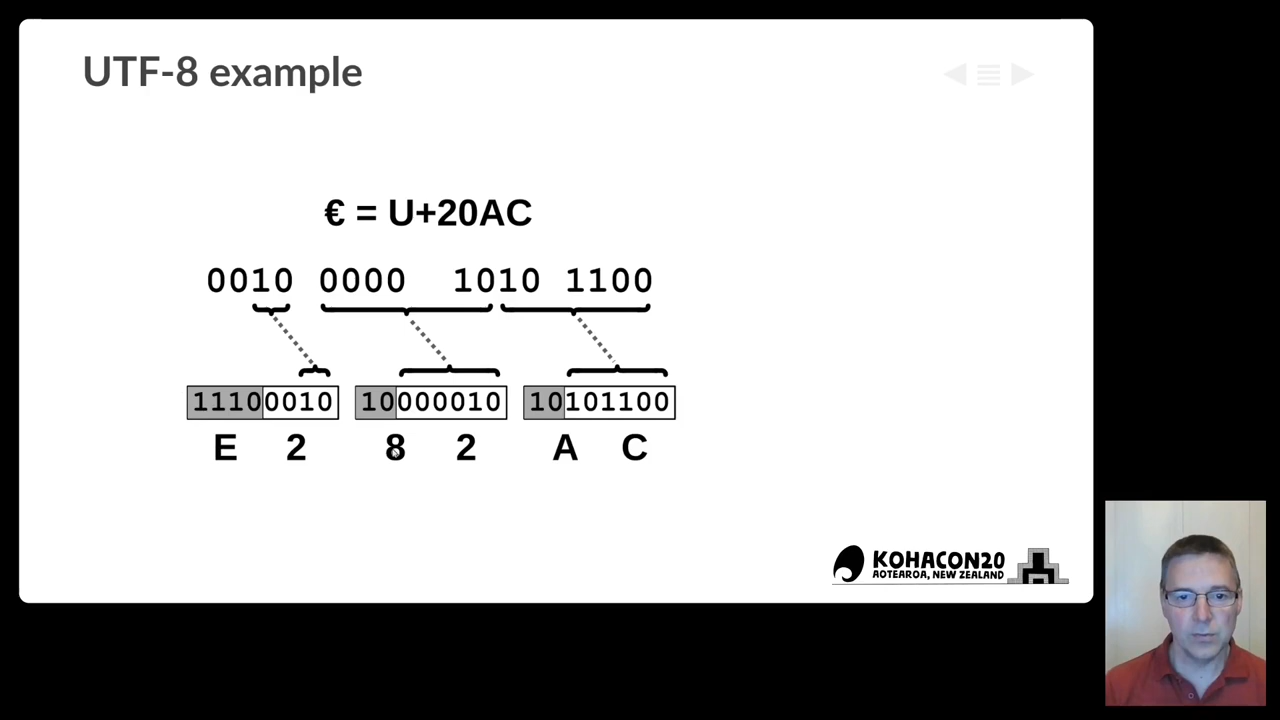 UTF-8 example
€ = U+20AC
0010 0000 1010 1100
11100010 10000010 10101100
E 2 8 2 A C
KOHACON20
AOTEAROA, NEW ZEALAND